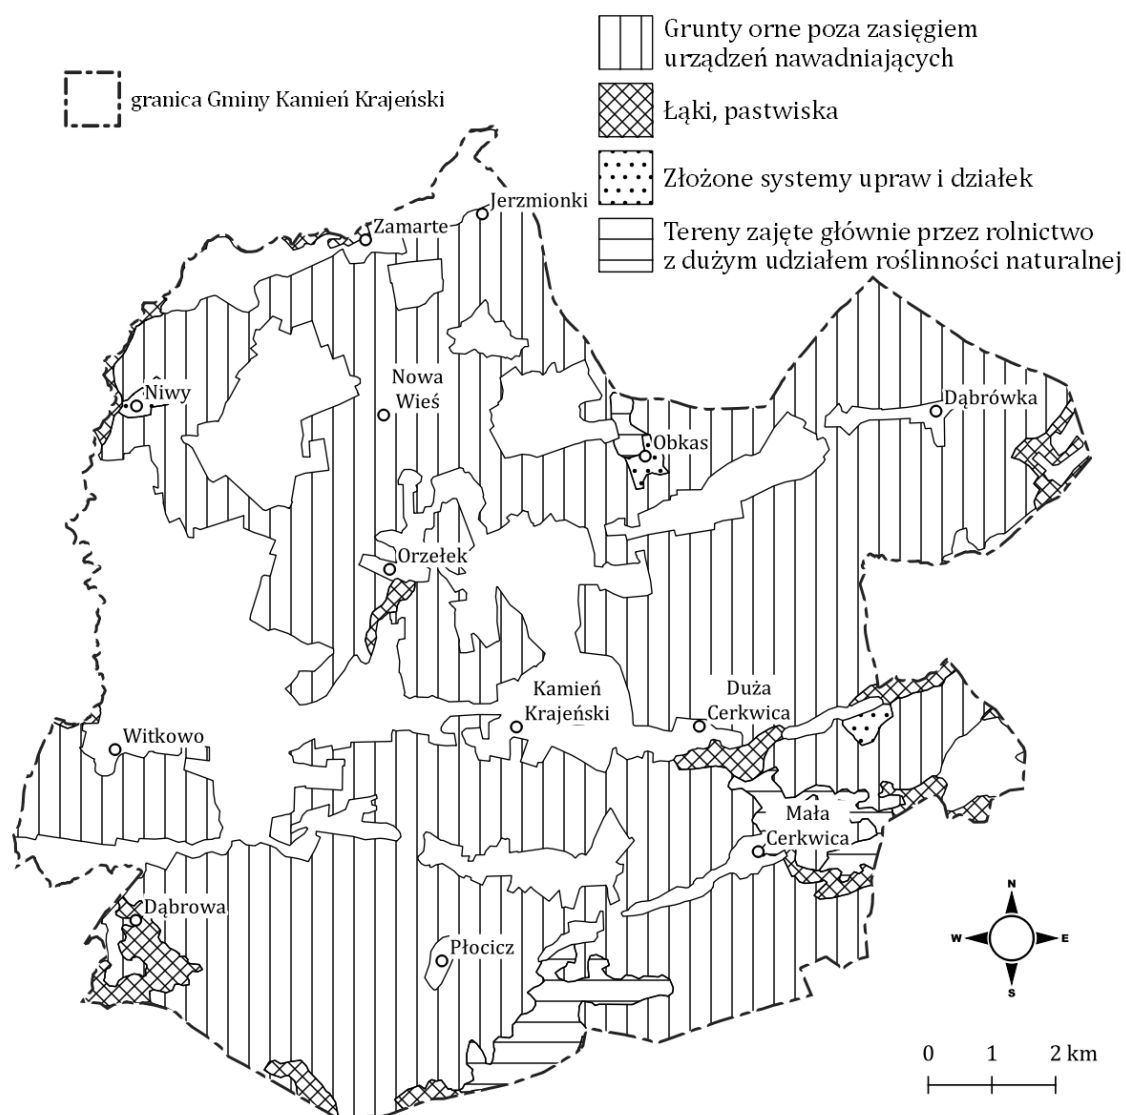 Grunty orne poza zasięgiem
urządzeń nawadniających
granica Gminy Kamień Krajeński
Łąki, pastwiska
Złożone systemy upraw i działek
Tereny zajęte głównie przez rolnictwo
z dużym udziałem roślinności naturalnej
Jerzmionki
Zamarte
Nowa
Wieś
Niwy
Dąbrówka
Obkas
Orzełek
Kamień
Krajeński
Duża
Cerkwica
Witkowo
Mała
Cerkwica
Dąbrowa
Płocicz
N
W
E
S
0 1 2 km